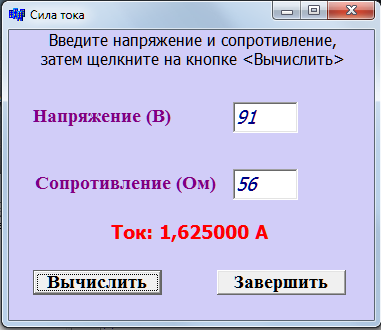 Сила тока
Введите напряжение и сопротивление,
затем щелкните на кнопке <Вычислить>
Напряжение (В) 91
Сопротивление (Ом) 56
Ток: 1,625000 А
Вычислить Завершить